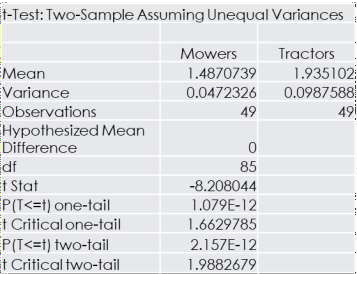 t-Test: Two-Sample Assuming Unequal Variances
Mowers Tractors
Mean 1.4870739 1.935102
Variance 0.0472326 0.0987588
Observations 49 49
Hypothesized Mean
Difference 0
df 85
t Stat -8.208044
P(T<=t) one-tail 1.079E-12
t Critical one-tail 1.6629785
P(T<=t) two-tail 2.157E-12
t Critical two-tail 1.9882679